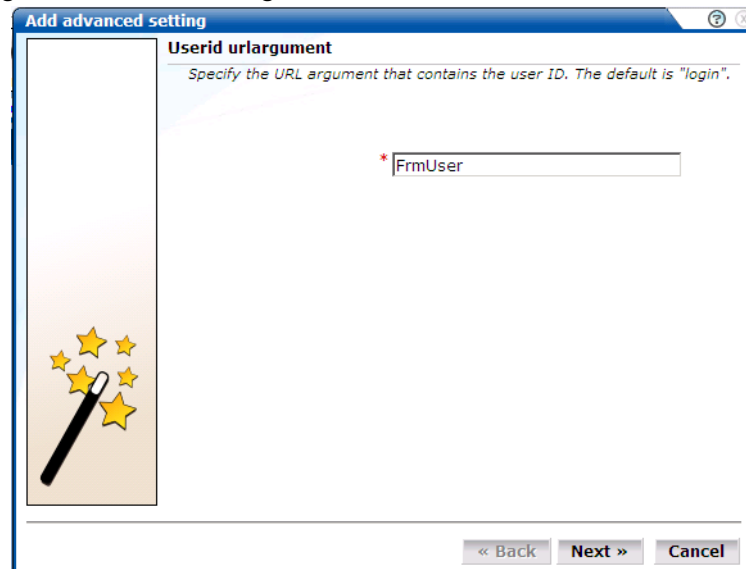 Add advanced setting
Userid urlargument
Specify the URL argument that contains the user ID. The default is "login".
* FrmUser
« Back Next » Cancel